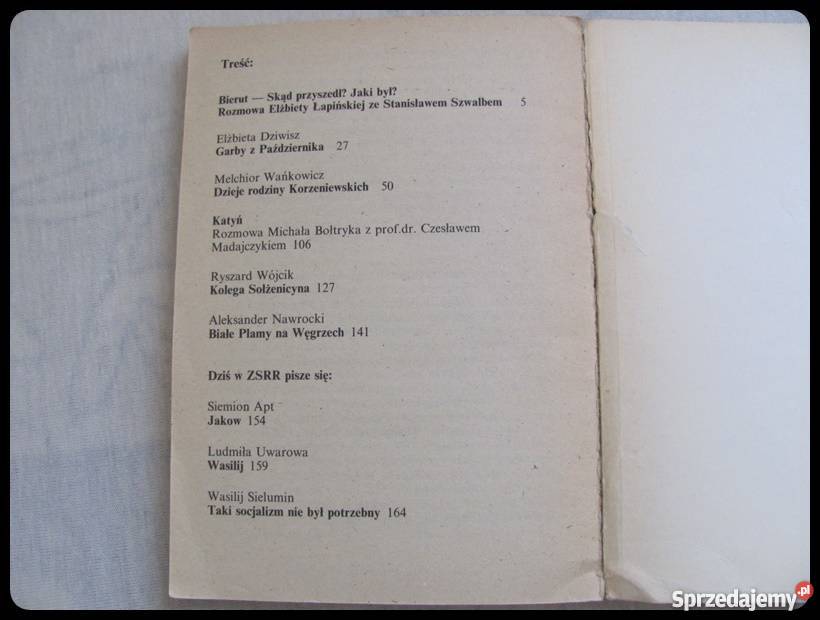 Treść:
Bierut — Skąd przyszedł? Jaki był?
Rozmowa Elżbiety Łapińskiej ze Stanisławem Szwalbem 5
Elżbieta Dziwisz
Garby z Października 27
Melchior Wańkowicz
Dzieje rodziny Korzeniewskich 50
Katyń
Rozmowa Michała Bołtryka z prof.dr. Czesławem
Madajczykiem 106
Ryszard Wójcik
Kolega Sołżenicyna 127
Aleksander Nawrocki
Białe Plamy na Węgrzech 141
Dziś w ZSRR pisze się:
Siemion Apt
Jakow 154
Ludmiła Uwarowa
Wasilij 159
Wasilij Sielumin
Taki socjalizm nie był potrzebny 164
Sprzedajemy.pl